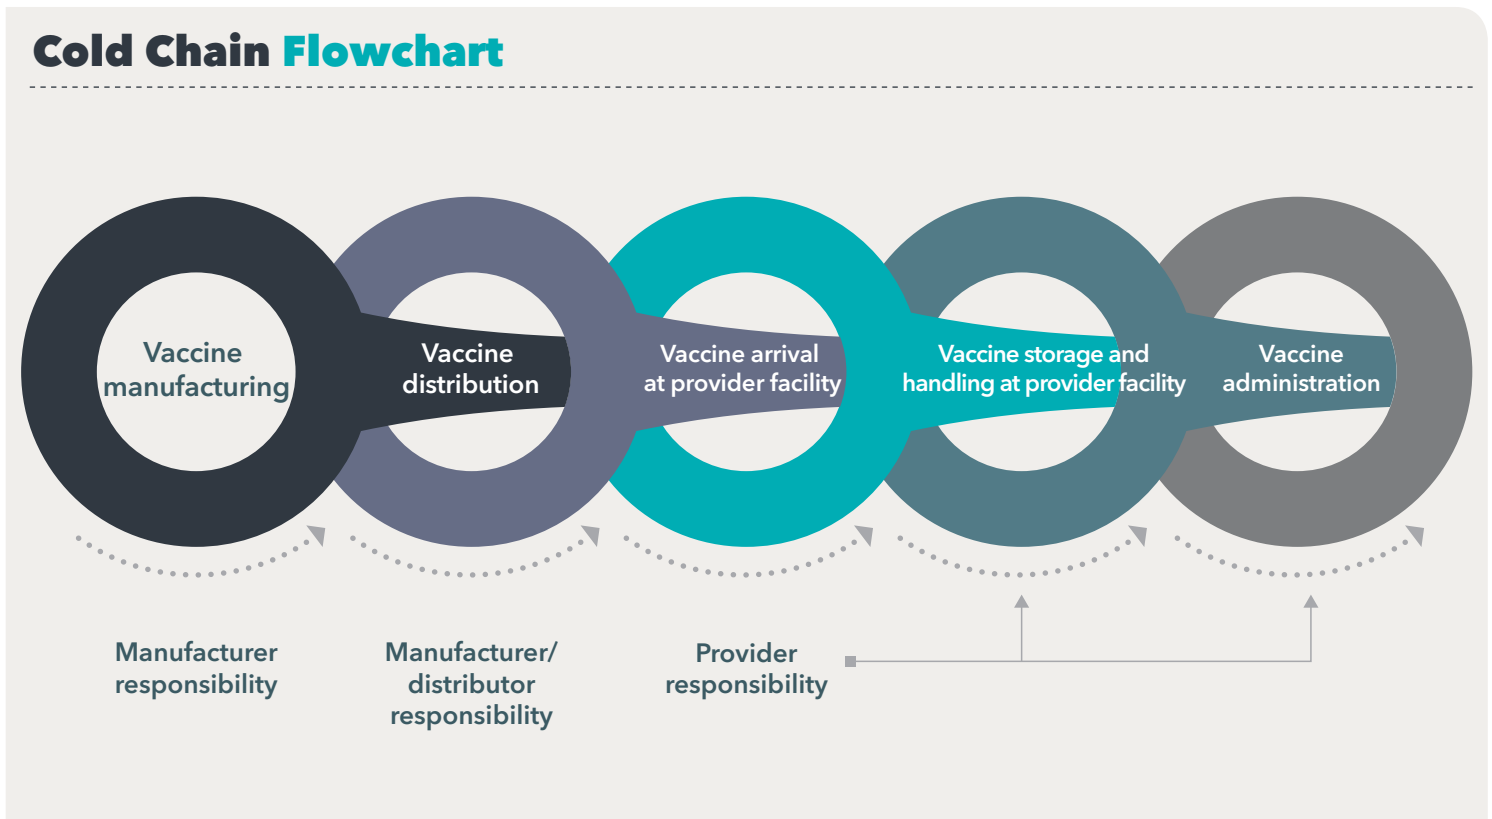 Cold Chain Flowchart
Vaccine
manufacturing
Vaccine
distribution
Vaccine arrival
at provider facility
Vaccine storage and
handling at provider facility
Vaccine
administration
Manufacturer
responsibility
Manufacturer/
distributor
responsibility
Provider
responsibility